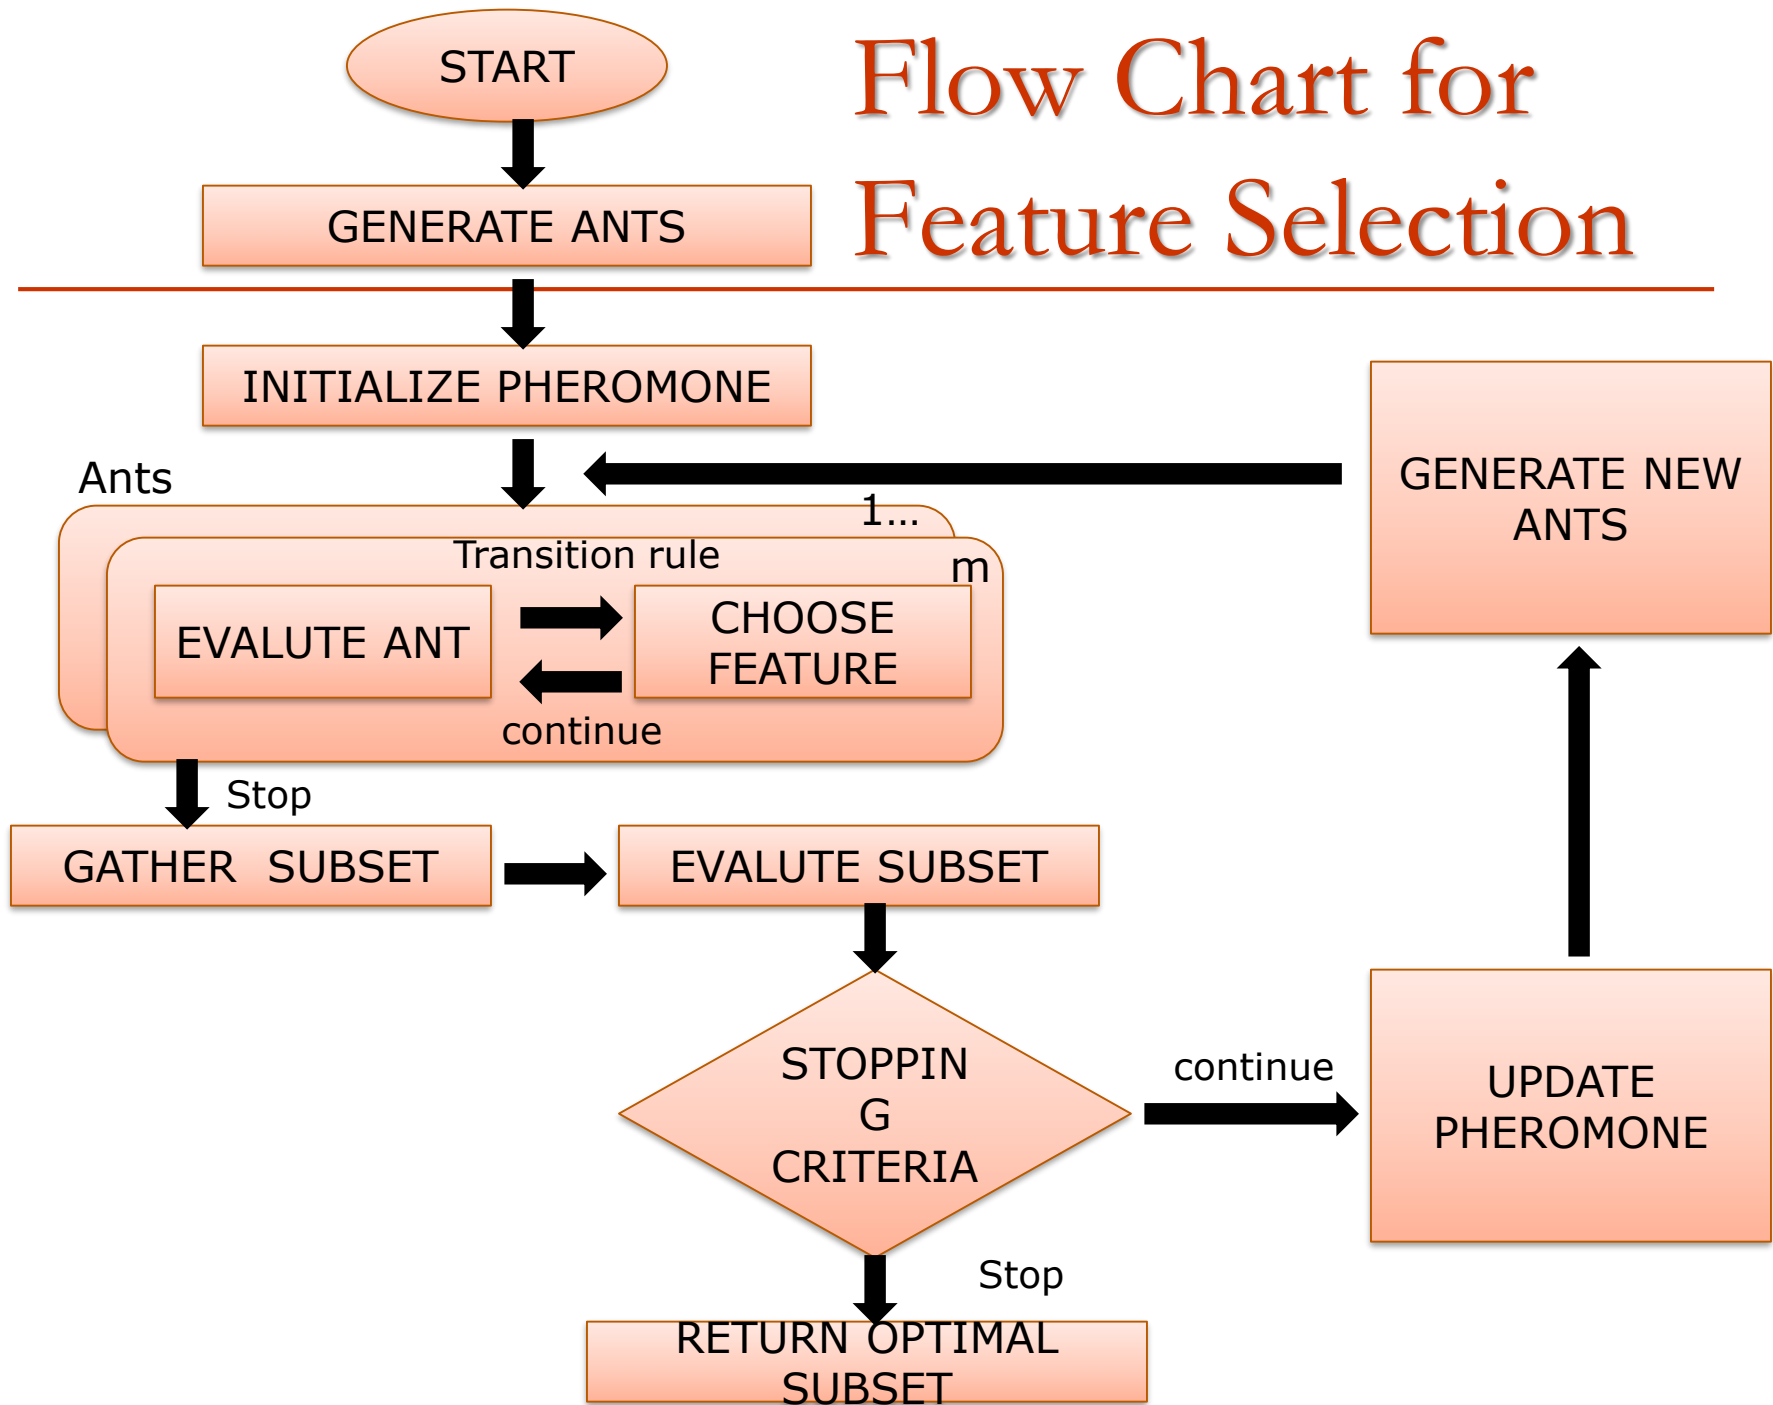 START
Flow Chart for
Feature Selection
GENERATE ANTS
INITIALIZE PHEROMONE
GENERATE NEW
ANTS
Ants
1...
m
Transition rule
EVALUTE ANT
CHOOSE
FEATURE
continue
Stop
GATHER  SUBSET
EVALUTE SUBSET
STOPPIN
G
CRITERIA
continue
UPDATE
PHEROMONE
Stop
RETURN OPTIMAL
SUBSET